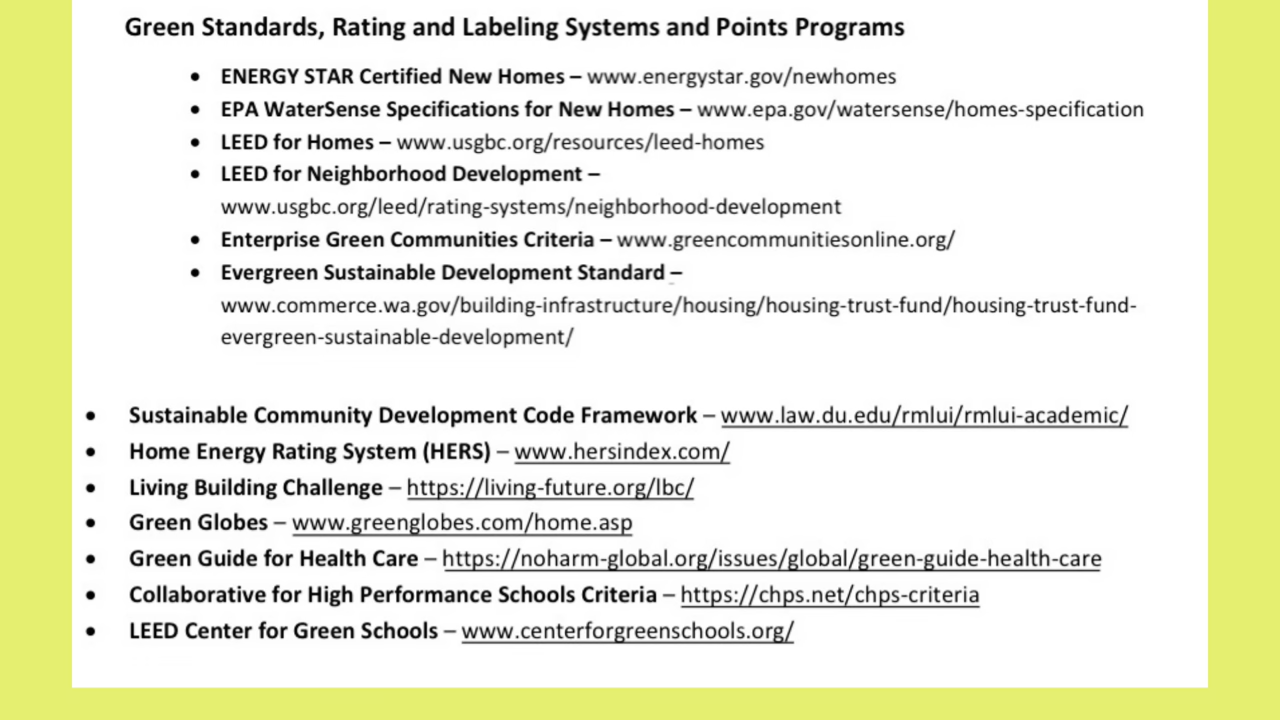 Green Standards, Rating and Labeling Systems and Points Programs
• ENERGY STAR Certified New Homes – www.energystar.gov/newhomes
• EPA WaterSense Specifications for New Homes – www.epa.gov/watersense/homes-specification
• LEED for Homes – www.usgbc.org/resources/leed-homes
• LEED for Neighborhood Development –
www.usgbc.org/leed/rating-systems/neighborhood-development
• Enterprise Green Communities Criteria – www.greencommunitiesonline.org/
• Evergreen Sustainable Development Standard –
www.commerce.wa.gov/building-infrastructure/housing/housing-trust-fund/housing-trust-fund-
evergreen-sustainable-development/
• Sustainable Community Development Code Framework – www.law.du.edu/rmlui/rmlui-academic/
• Home Energy Rating System (HERS) – www.hersindex.com/
• Living Building Challenge – https://living-future.org/lbc/
• Green Globes – www.greenglobes.com/home.asp
• Green Guide for Health Care – https://noharm-global.org/issues/global/green-guide-health-care
• Collaborative for High Performance Schools Criteria – https://chps.net/chps-criteria
• LEED Center for Green Schools – www.centerforgreenschools.org/